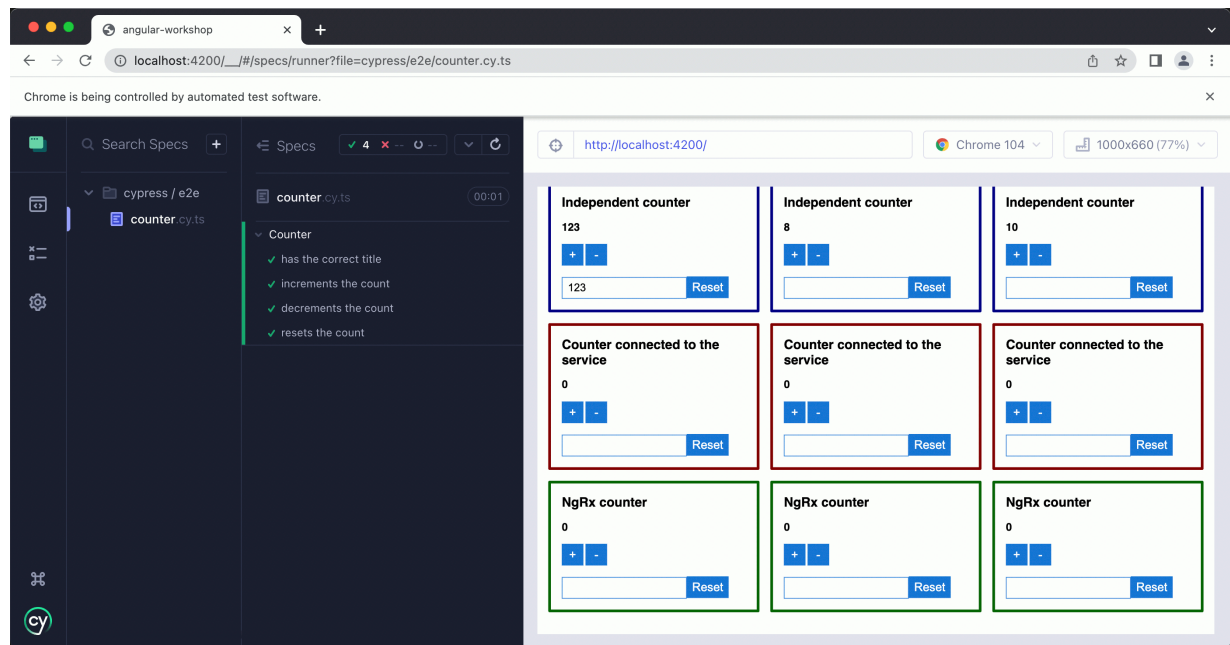 angular-workshop
localhost:4200/__/#/specs/runner?file=cypress/e2e/counter.cy.ts
Chrome is being controlled by automated test software.
Search Specs +
cypress / e2e
counter.cy.ts
Specs 4 -- --
counter.cy.ts 00:01
Counter
has the correct title
increments the count
decrements the count
resets the count
cy
http://localhost:4200/ Chrome 104 1000x660 (77%)
Independent counter Independent counter Independent counter
123 8 10
+ - + - + -
123 Reset Reset Reset
Counter connected to the Counter connected to the Counter connected to the
service service service
0 0 0
+ - + - + -
Reset Reset Reset
NgRx counter NgRx counter NgRx counter
0 0 0
+ - + - + -
Reset Reset Reset